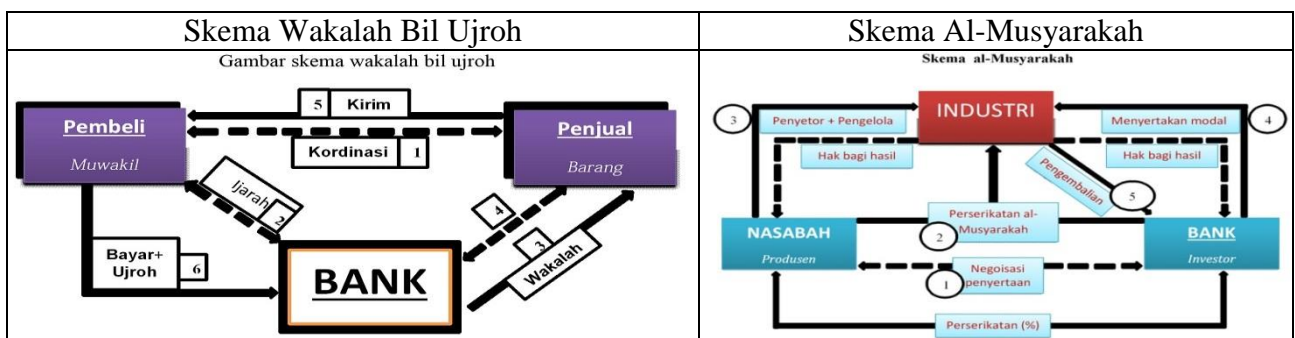 Skema Wakalah Bil Ujroh
Gambar skema wakalah bil ujroh
5 Kirim
Pembeli
Muwakil
Kordinasi 1
Penjual
Barang
Ijarah 2
4
3
Wakalah
Bayar+
Ujroh 6
BANK
Skema Al-Musyarakah
Skema al-Musyarakah
3
Penyetor + Pengelola
INDUSTRI
Menyertakan modal
4
Hak bagi hasil
Hak bagi hasil
Pengembalian
5
NASABAH
Produsen
Perserikatan al-
Musyarakah
2
BANK
Investor
Negoisasi
penyertaan
1
Perserikatan (%)